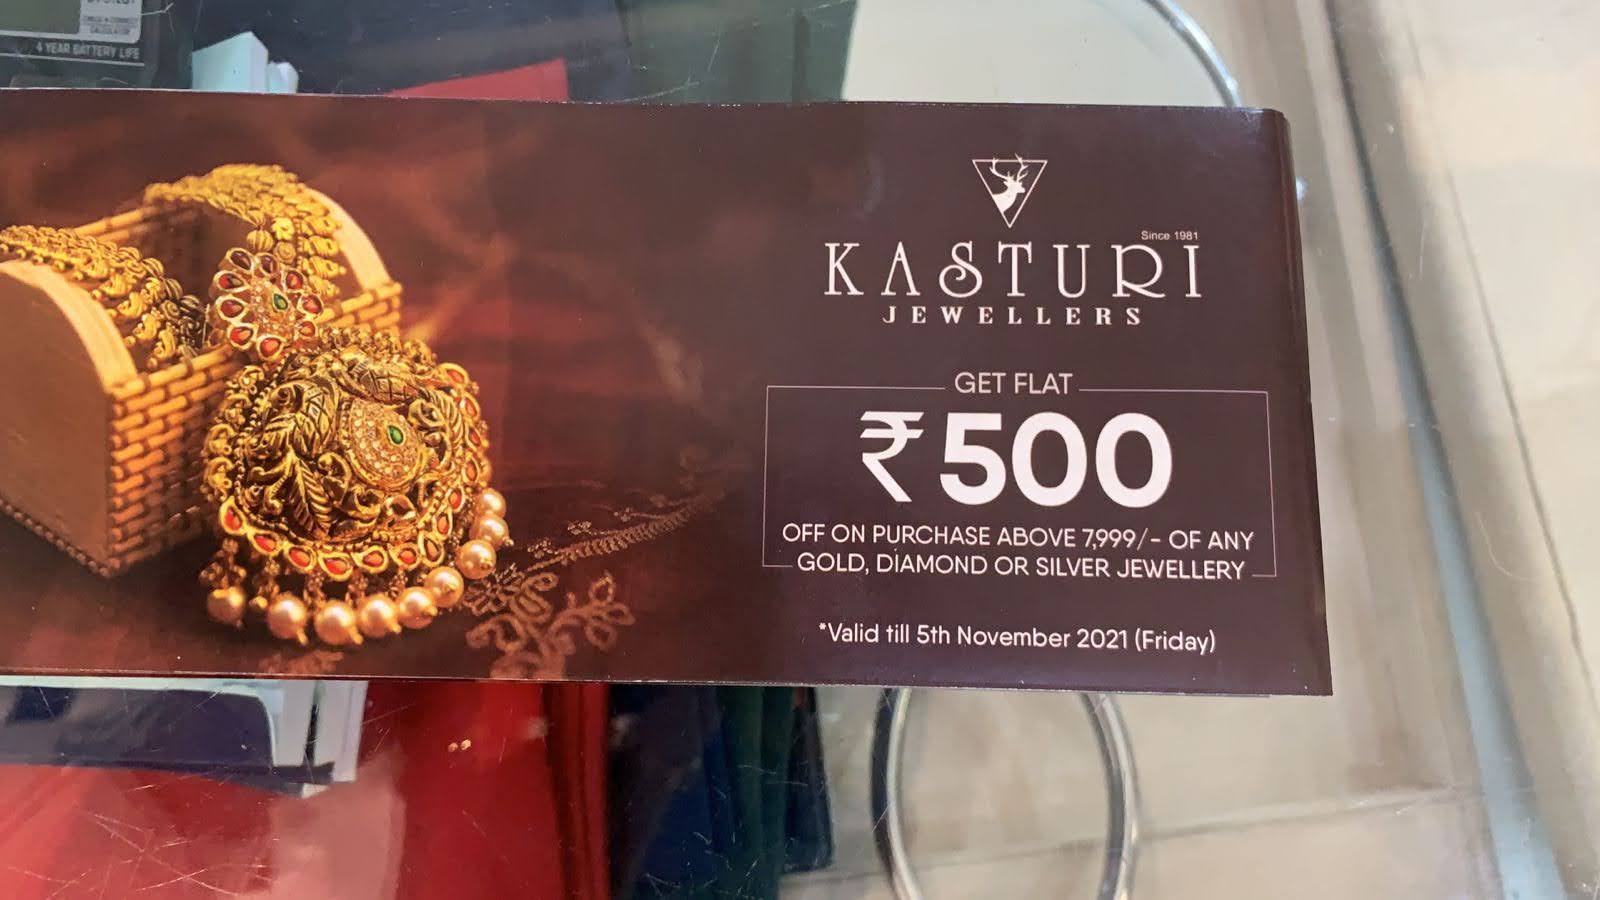 CALCULATOR
4 YEAR BATTERY LIFE
Since 1981
KASTURI
JEWELLERS
GET FLAT
₹500
OFF ON PURCHASE ABOVE 7,999/- OF ANY
GOLD, DIAMOND OR SILVER JEWELLERY
*Valid till 5th November 2021 (Friday)